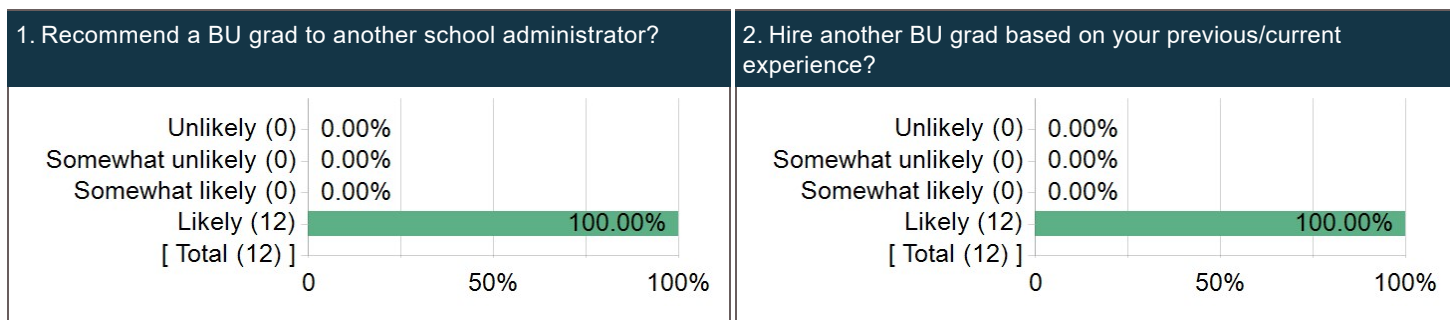 1. Recommend a BU grad to another school administrator?
Unlikely (0) 0.00%
Somewhat unlikely (0) 0.00%
Somewhat likely (0) 0.00%
Likely (12) 100.00%
[ Total (12) ]
0 50% 100%
2. Hire another BU grad based on your previous/current
experience?
Unlikely (0) 0.00%
Somewhat unlikely (0) 0.00%
Somewhat likely (0) 0.00%
Likely (12) 100.00%
[ Total (12) ]
0 50% 100%